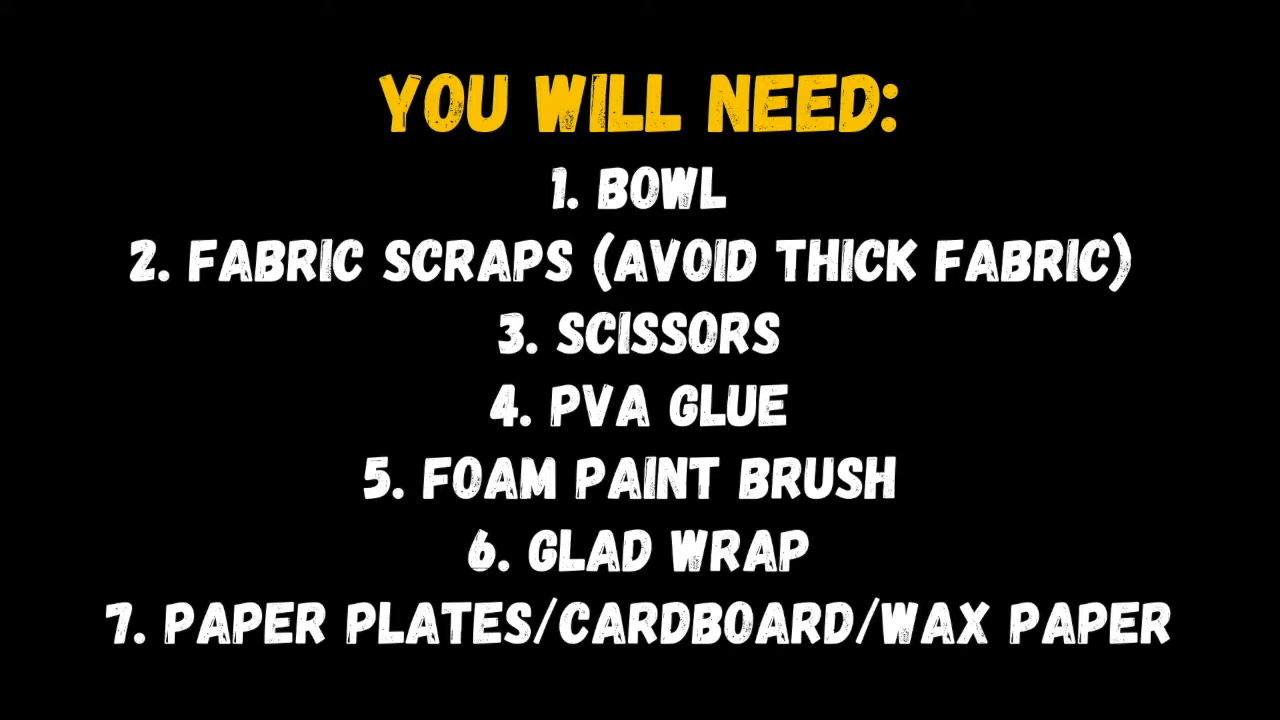 YOU WILL NEED:
1. BOWL
2. FABRIC SCRAPS (AVOID THICK FABRIC)
3. SCISSORS
4. PVA GLUE
5. FOAM PAINT BRUSH
6. GLAD WRAP
7. PAPER PLATES/CARDBOARD/WAX PAPER